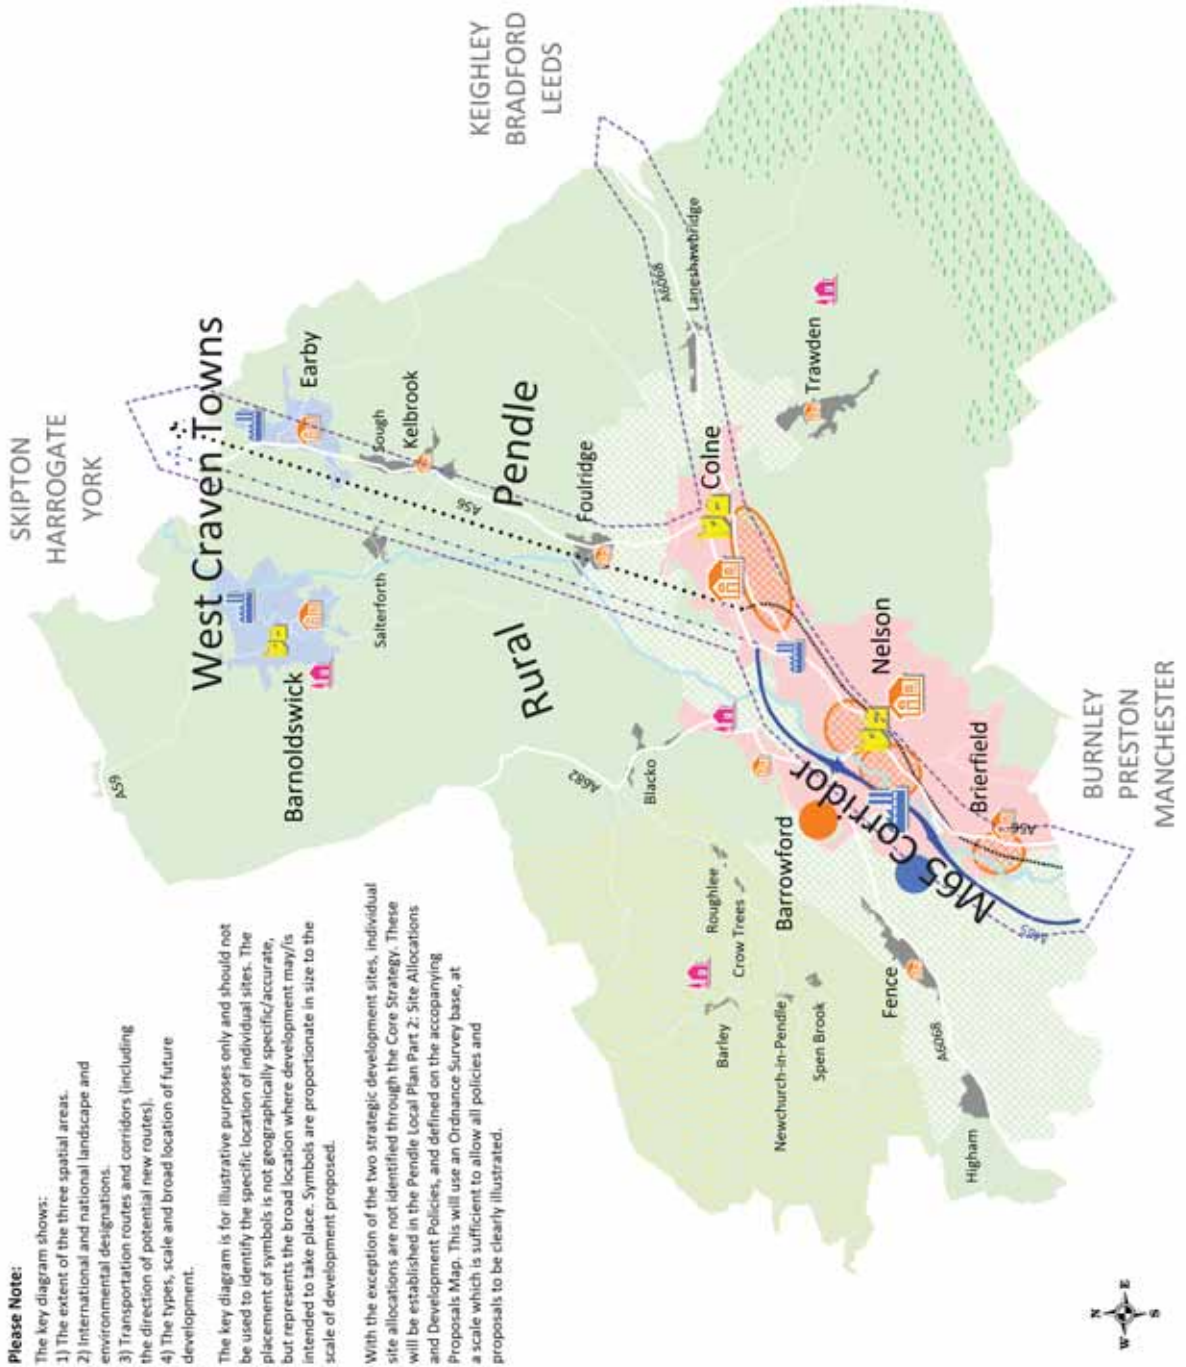 Please Note:
The key diagram shows:
1) The extent of the three spatial areas.
2) International and national landscape and
environmental designations.
3) Transportation routes and corridors (including
the direction of potential new routes).
4) The types, scale and broad location of future
development.
The key diagram is for illustrative purposes only and should not
be used to identify the specific location of individual sites. The
placement of symbols is not geographically specific/accurate,
but represents the broad location where development may/is
intended to take place. Symbols are proportionate in size to the
scale of development proposed.
With the exception of the two strategic development sites, individual
site allocations are not identified through the Core Strategy. These
will be established in the Pendle Local Plan Part 2: Site Allocations
and Development Policies, and defined on the accopanying
Proposals Map. This will use an Ordnance Survey base, at
a scale which is sufficient to allow all policies and
proposals to be clearly illustrated.
SKIPTON
HARROGATE
YORK
KEIGHLEY
BRADFORD
LEEDS
BURNLEY
PRESTON
MANCHESTER
A59
West Craven Towns
Barnoldswick
Earby
Sough
Kelbrook
Salterforth
A56
Rural
Pendle
Foulridge
A682
Blacko
Colne
A6068
Laneshawbridge
Trawden
Roughlee
Crow Trees
Barley
Newchurch-in-Pendle
Spen Brook
Barrowford
M65 Corridor
Nelson
Brierfield
A56
M65
Fence
A6068
Higham
N
W
E
S